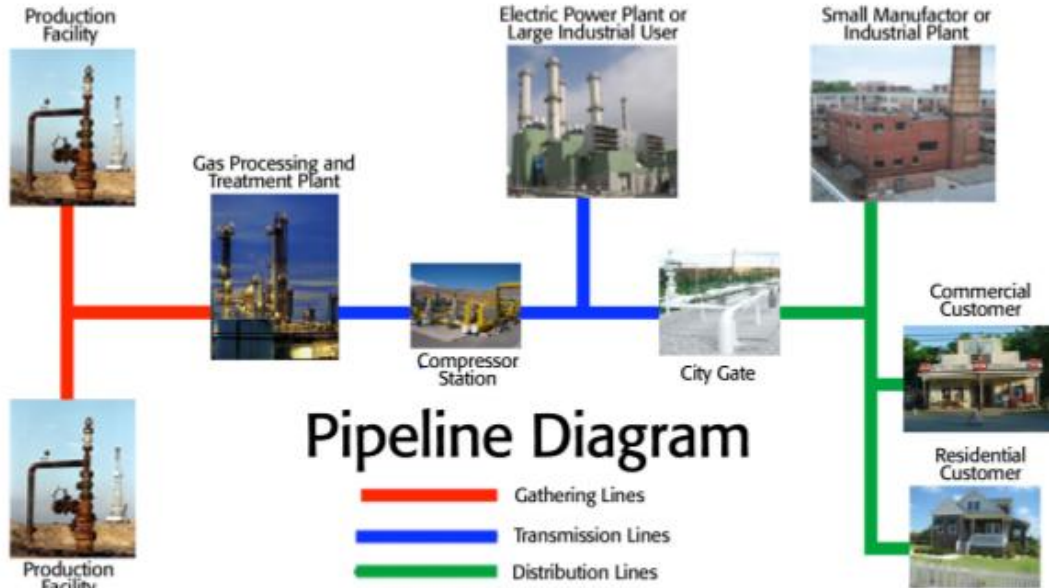 Production
Facility
Electric Power Plant or
Large Industrial User
Small Manufactor or
Industrial Plant
Gas Processing and
Treatment Plant
Compressor
Station
City Gate
Commercial
Customer
Residential
Customer
Production
Facility
Pipeline Diagram
Gathering Lines
Transmission Lines
Distribution Lines